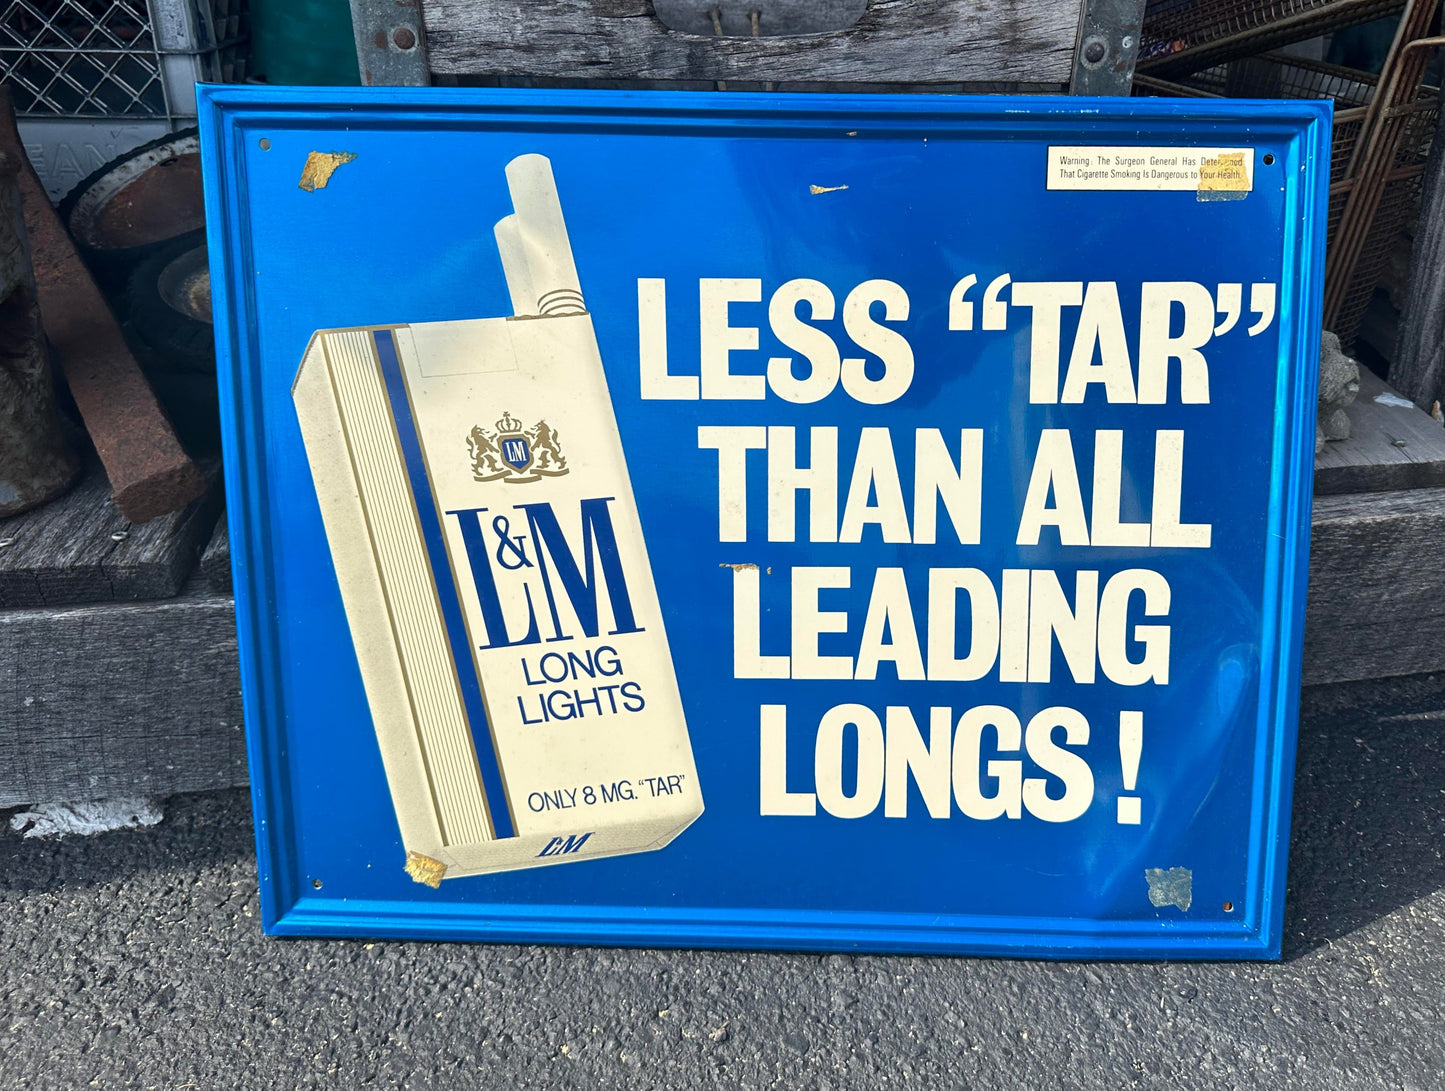 Warning: The Surgeon General Has Determined
That Cigarette Smoking Is Dangerous to Your Health.
LESS “TAR”
THAN ALL
LEADING
LONGS!
LM
L&M
LONG
LIGHTS
ONLY 8 MG. “TAR”
L&M